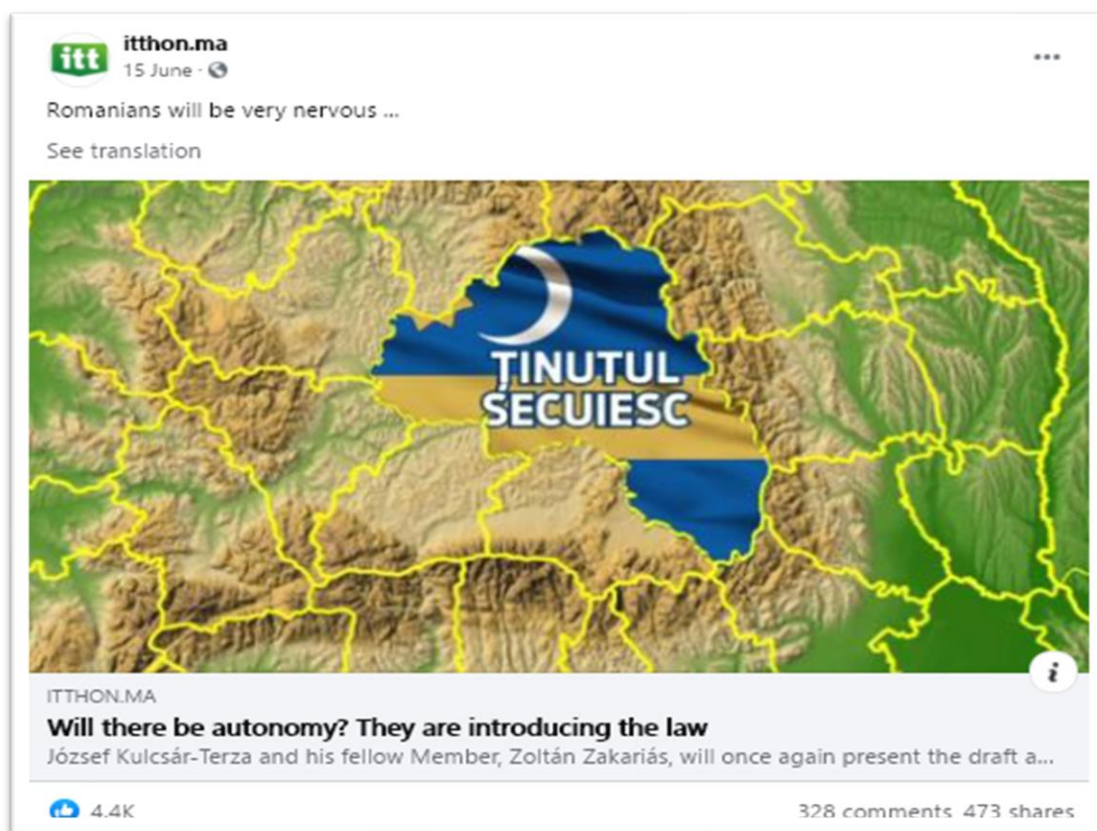 itt
itthon.ma
15 June ·
Romanians will be very nervous ...
See translation
ȚINUTUL
SECUIESC
i
ITTHON.MA
Will there be autonomy? They are introducing the law
József Kulcsár-Terza and his fellow Member, Zoltán Zakariás, will once again present the draft a...
4.4K 328 comments 473 shares